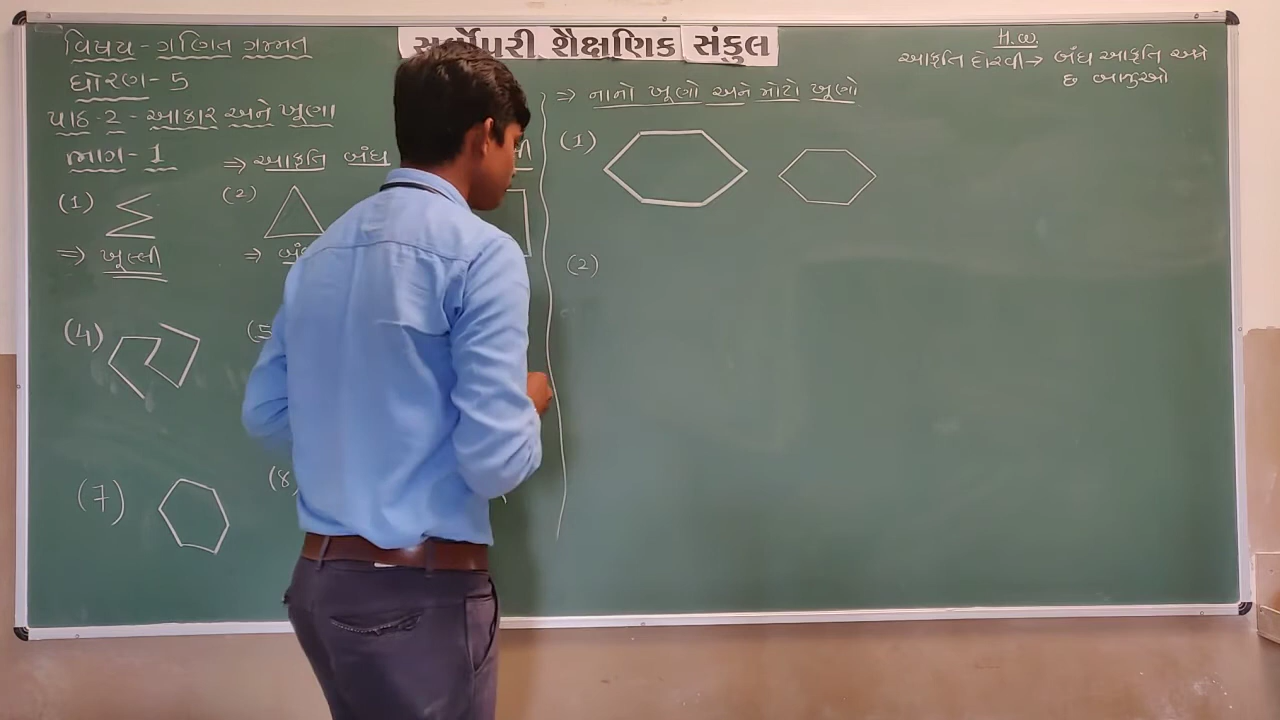 સર્વોપરી શૈક્ષણિક સંકુલ
વિષય - ગણિત ગમ્મત
ધોરણ - 5
પાઠ - 2 - આકાર અને ખૂણા
ભાગ - 1
⇒ આકૃતિ બંધ
(1)
(2)
⇒ ખૂલ્લી
⇒
(4)
(7)
(8)
⇒ નાનો ખૂણો અને મોટો ખૂણો
(1)
(2)
H.W.
આકૃતિ દોરવી → બંધ આકૃતિ અને
છ બાજુઓ